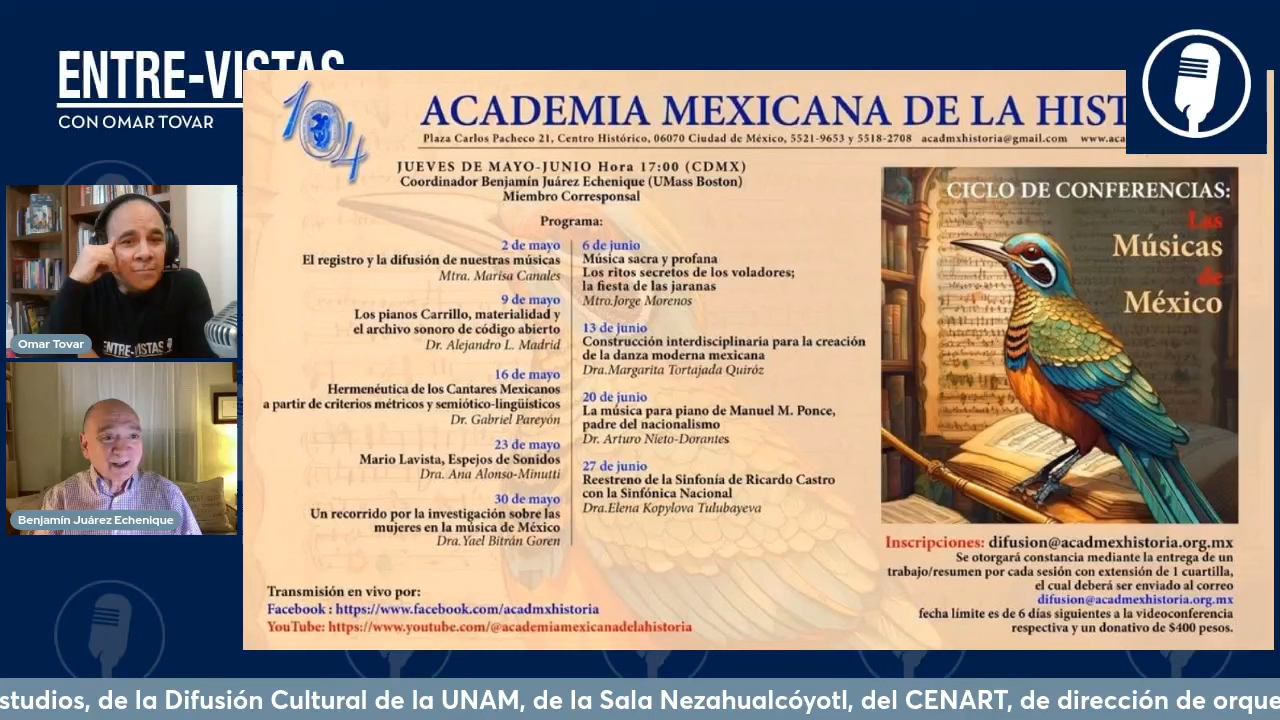 ENTRE-VISTAS
CON OMAR TOVAR
104
ACADEMIA MEXICANA DE LA HIST
Plaza Carlos Pacheco 21, Centro Histórico, 06070 Ciudad de México, 5521-9653 y 5518-2708 acadmxhistoria@gmail.com www.aca
JUEVES DE MAYO-JUNIO Hora 17:00 (CDMX)
Coordinador Benjamín Juárez Echenique (UMass Boston)
Miembro Corresponsal
Programa:
2 de mayo
El registro y la difusión de nuestras músicas
Mtra. Marisa Canales
9 de mayo
Los pianos Carrillo, materialidad y
el archivo sonoro de código abierto
Dr. Alejandro L. Madrid
16 de mayo
Hermenéutica de los Cantares Mexicanos
a partir de criterios métricos y semiótico-lingüísticos
Dr. Gabriel Pareyón
23 de mayo
Mario Lavista, Espejos de Sonidos
Dra. Ana Alonso-Minutti
30 de mayo
Un recorrido por la investigación sobre las
mujeres en la música de México
Dra.Yael Bitrán Goren
6 de junio
Música sacra y profana
Los ritos secretos de los voladores;
la fiesta de las jaranas
Mtro.Jorge Morenos
13 de junio
Construcción interdisciplinaria para la creación
de la danza moderna mexicana
Dra.Margarita Tortajada Quiróz
20 de junio
La música para piano de Manuel M. Ponce,
padre del nacionalismo
Dr. Arturo Nieto-Dorantes
27 de junio
Reestreno de la Sinfonía de Ricardo Castro
con la Sinfónica Nacional
Dra.Elena Kopylova Tulubayeva
CICLO DE CONFERENCIAS:
Las
Músicas
de
México
Inscripciones: difusion@acadmexhistoria.org.mx
Se otorgará constancia mediante la entrega de un
trabajo/resumen por cada sesión con extensión de 1 cuartilla,
el cual deberá ser enviado al correo
difusion@acadmexhistoria.org.mx
fecha límite es de 6 días siguientes a la videoconferencia
respectiva y un donativo de $400 pesos.
Transmisión en vivo por:
Facebook : https://www.facebook.com/acadmxhistoria
YouTube: https://www.youtube.com/@academiamexicanadelahistoria
Omar Tovar
ENTRE-VISTAS
Benjamín Juárez Echenique
studios, de la Difusión Cultural de la UNAM, de la Sala Nezahualcóyotl, del CENART, de dirección de orque